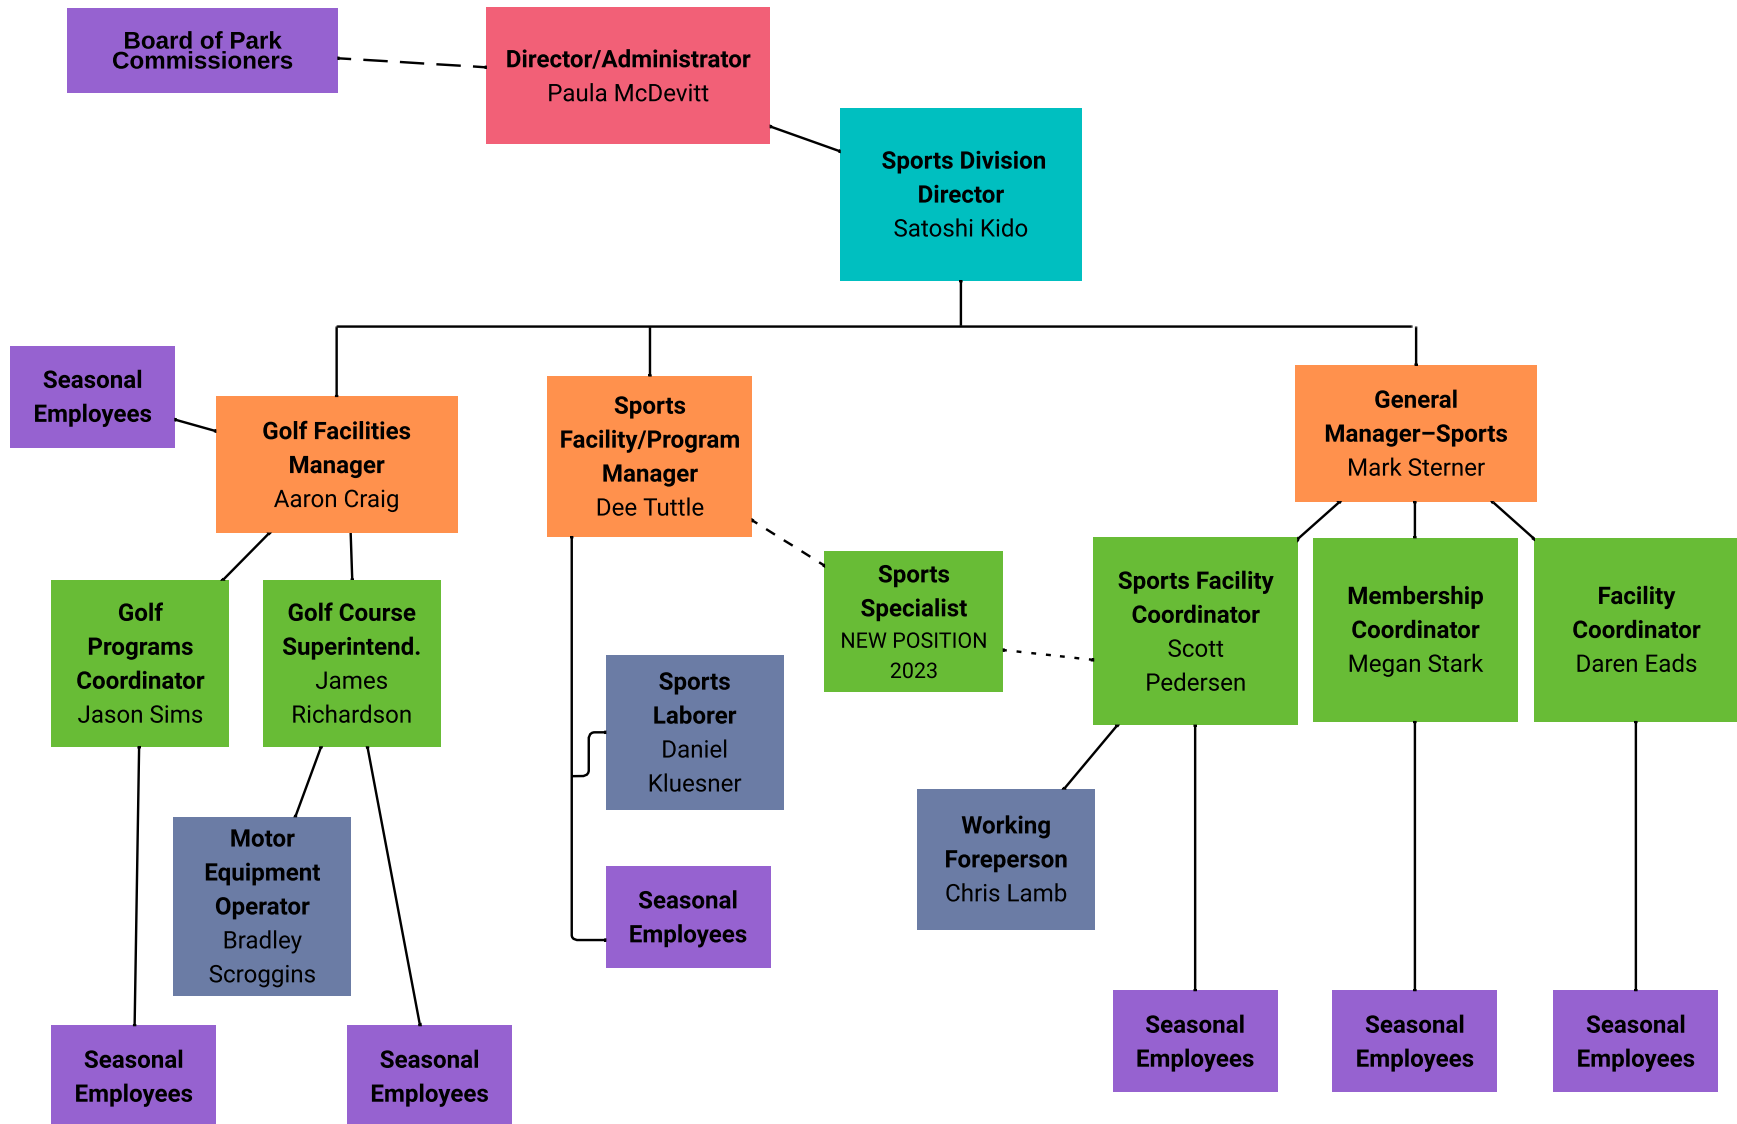 Board of Park
Commissioners
Director/Administrator
Paula McDevitt
Sports Division
Director
Satoshi Kido
Seasonal
Employees
Golf Facilities
Manager
Aaron Craig
Sports
Facility/Program
Manager
Dee Tuttle
General
Manager–Sports
Mark Sterner
Golf
Programs
Coordinator
Jason Sims
Golf Course
Superintend.
James
Richardson
Sports
Specialist
NEW POSITION
2023
Sports Facility
Coordinator
Scott
Pedersen
Membership
Coordinator
Megan Stark
Facility
Coordinator
Daren Eads
Sports
Laborer
Daniel
Kluesner
Motor
Equipment
Operator
Bradley
Scroggins
Seasonal
Employees
Working
Foreperson
Chris Lamb
Seasonal
Employees
Seasonal
Employees
Seasonal
Employees
Seasonal
Employees
Seasonal
Employees